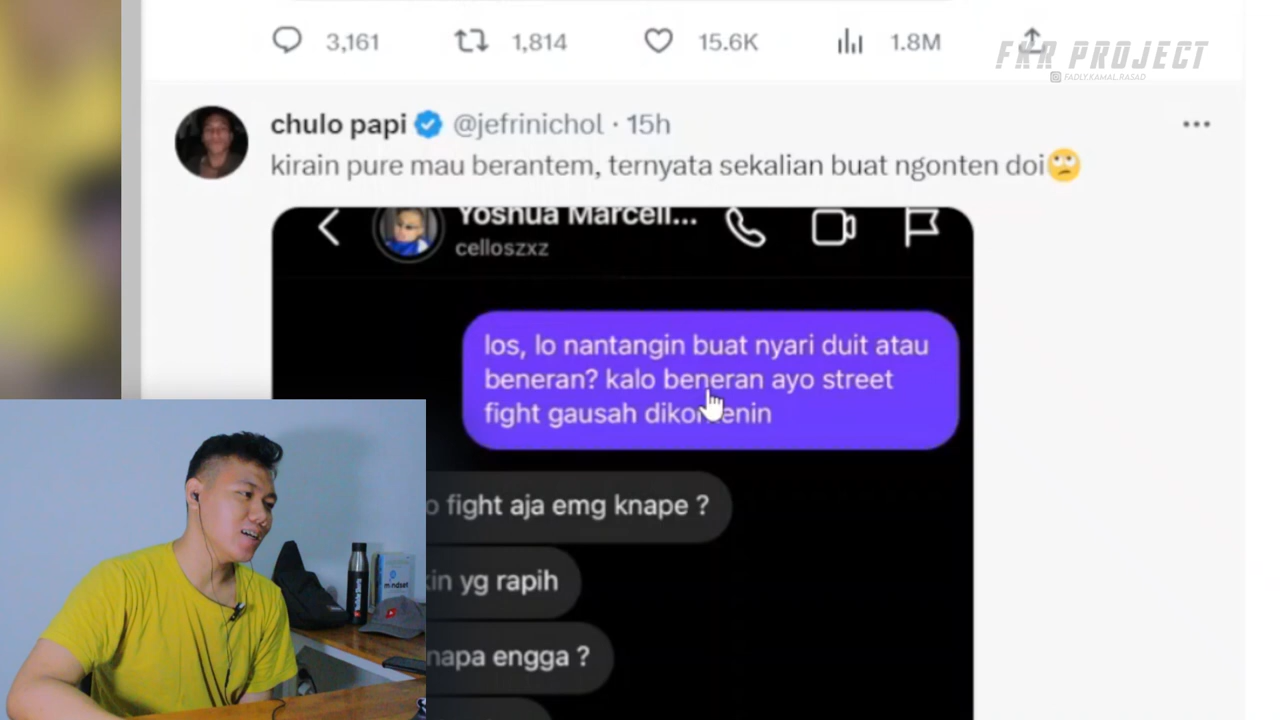 3,161 1,814 15.6K 1.8M
FKR PROJECT
FADLY.KAMAL.RASAD
chulo papi @jefrinichol · 15h
kirain pure mau berantem, ternyata sekalian buat ngonten doi🙄
Yoshua Marcell...
celloszxz
los, lo nantangin buat nyari duit atau
beneran? kalo beneran ayo street
fight gausah dikontenin
fight aja emg knape ?
yg rapih
engga ?
mindset